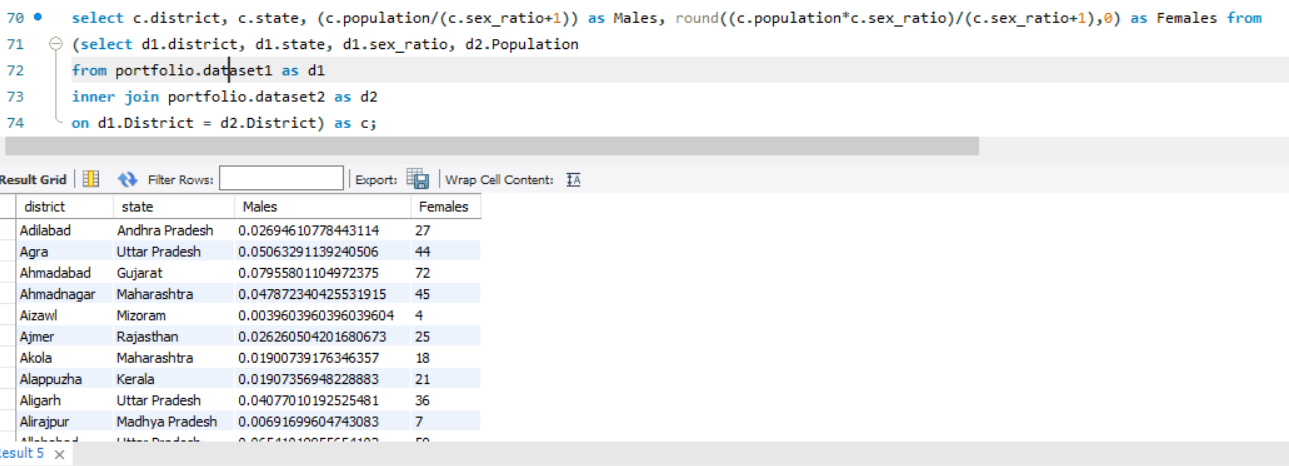 70 select c.district, c.state, (c.population/(c.sex_ratio+1)) as Males, round((c.population*c.sex_ratio)/(c.sex_ratio+1),0) as Females from
71 (select d1.district, d1.state, d1.sex_ratio, d2.Population
72 from portfolio.dataset1 as d1
73 inner join portfolio.dataset2 as d2
74 on d1.District = d2.District) as c;
Result Grid Filter Rows: Export: Wrap Cell Content:
district state Males Females
Adilabad Andhra Pradesh 0.02694610778443114 27
Agra Uttar Pradesh 0.05063291139240506 44
Ahmadabad Gujarat 0.07955801104972375 72
Ahmadnagar Maharashtra 0.047872340425531915 45
Aizawl Mizoram 0.0039603960396039604 4
Ajmer Rajasthan 0.026260504201680673 25
Akola Maharashtra 0.01900739176346357 18
Alappuzha Kerala 0.01907356948228883 21
Aligarh Uttar Pradesh 0.04077010192525481 36
Alirajpur Madhya Pradesh 0.00691699604743083 7
Result 5